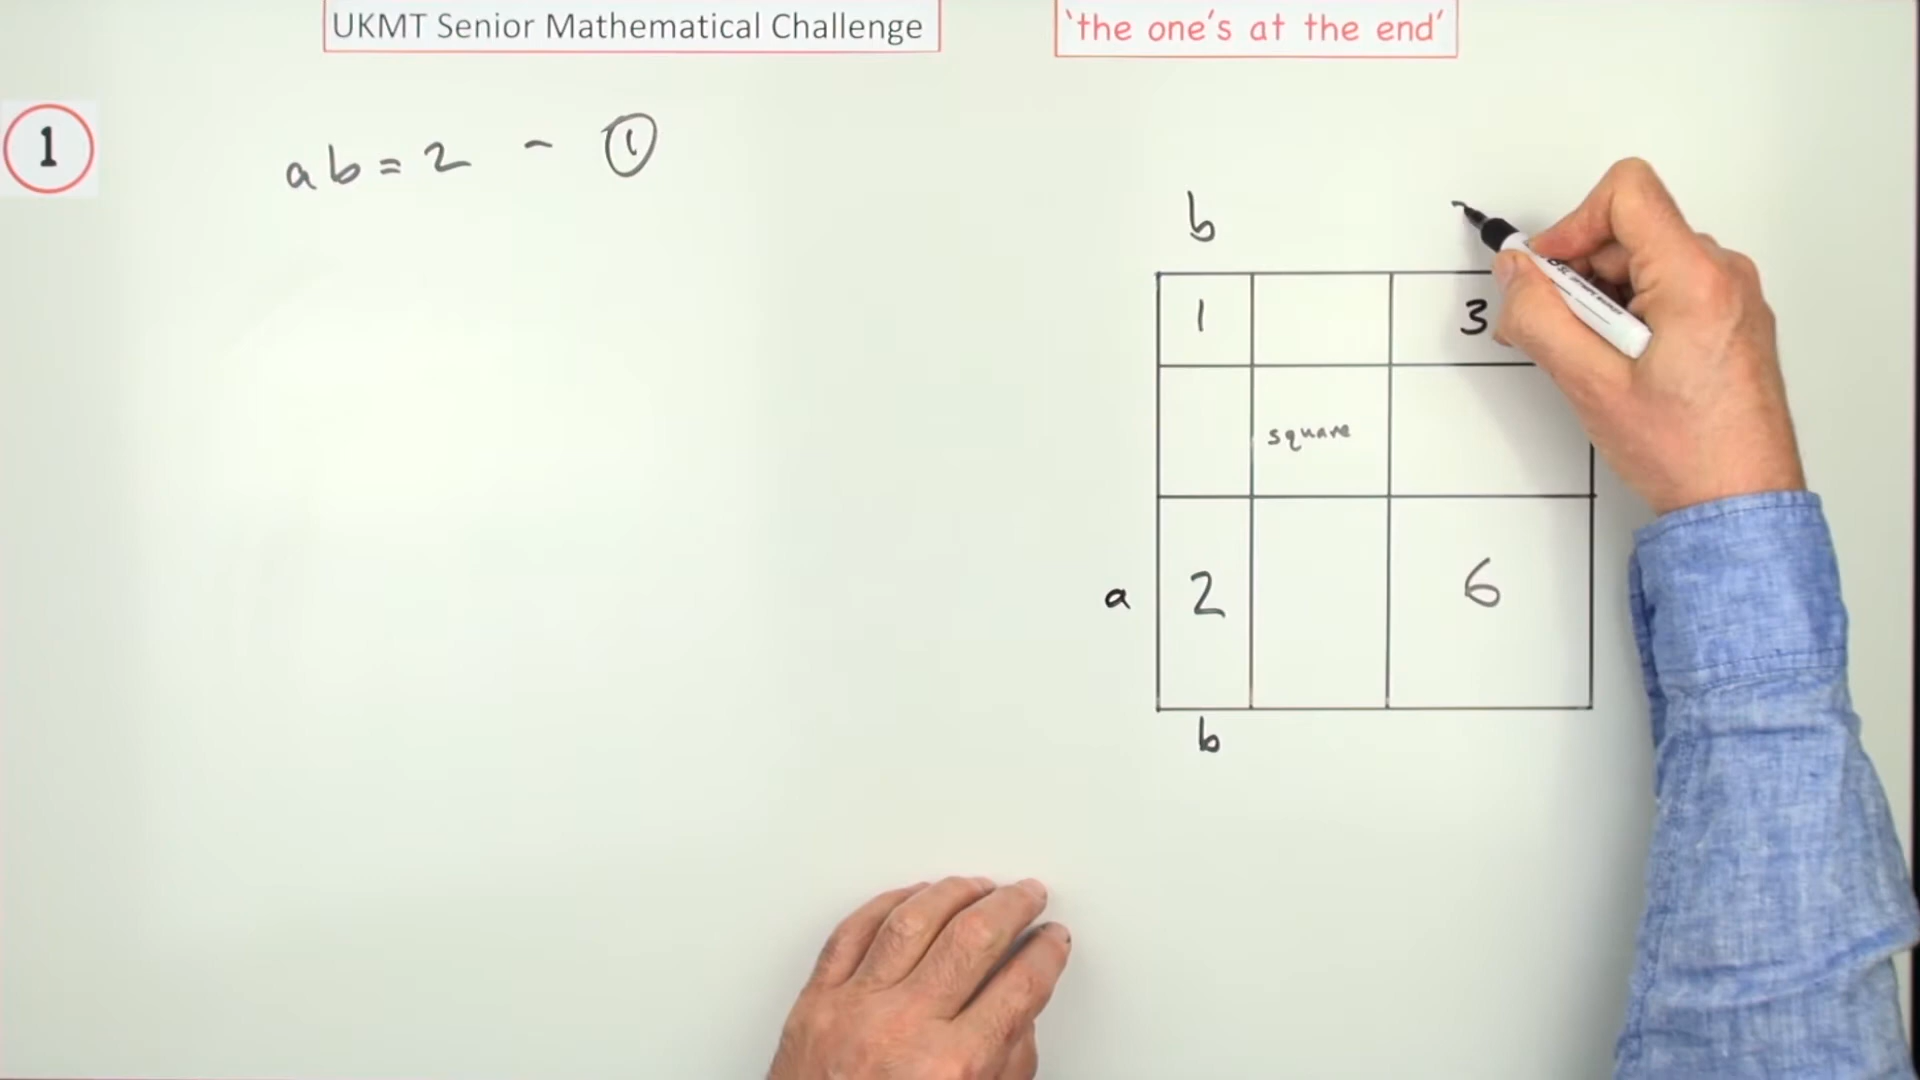 UKMT Senior Mathematical Challenge
'the one's at the end'
1
ab = 2 - ①
b
1
3
square
a
2
6
b